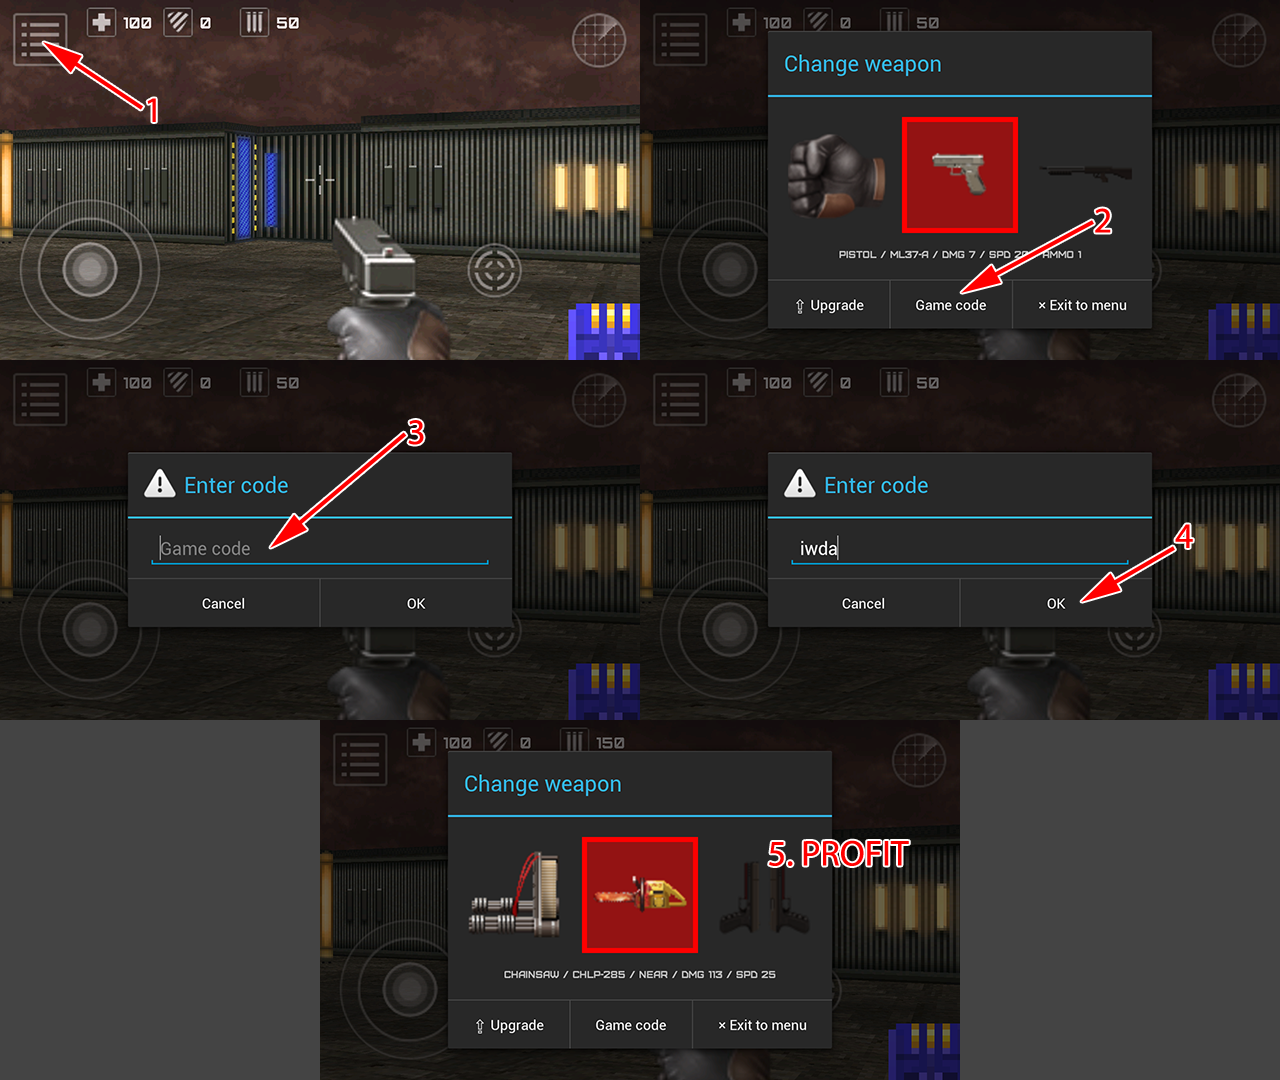 100 0 50
1
100 0 50
Change weapon
2
PISTOL / ML37-A / DMG 7 / SPD 20 AMMO 1
⇧ Upgrade Game code × Exit to menu
100 0 50
3
Enter code
Game code
Cancel OK
100 0 50
Enter code
4
iwda
Cancel OK
100 0 150
Change weapon
5. PROFIT
CHAINSAW / CHLP-285 / NEAR / DMG 113 / SPD 25
⇧ Upgrade Game code × Exit to menu